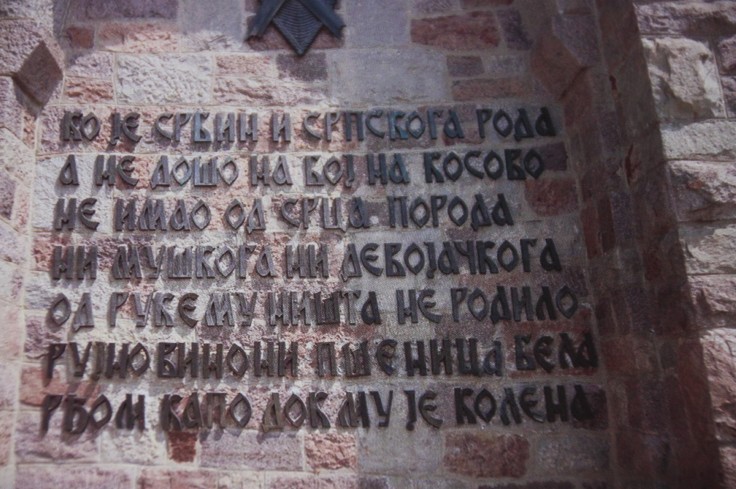 КО ЈЕ СРБИН И СРПСКОГА РОДА
А НЕ ДОШО НА БОЈ НА КОСОВО
НЕ ИМАО ОД СРЦА ПОРОДА
НИ МУШКОГА НИ ДЕВОЈАЧКОГА
ОД РУКЕ МУ НИШТА НЕ РОДИЛО
РУЈНО ВИНО НИ ПШЕНИЦА БЕЛА
РЂОМ КАПО ДОК МУ ЈЕ КОЛЕНА